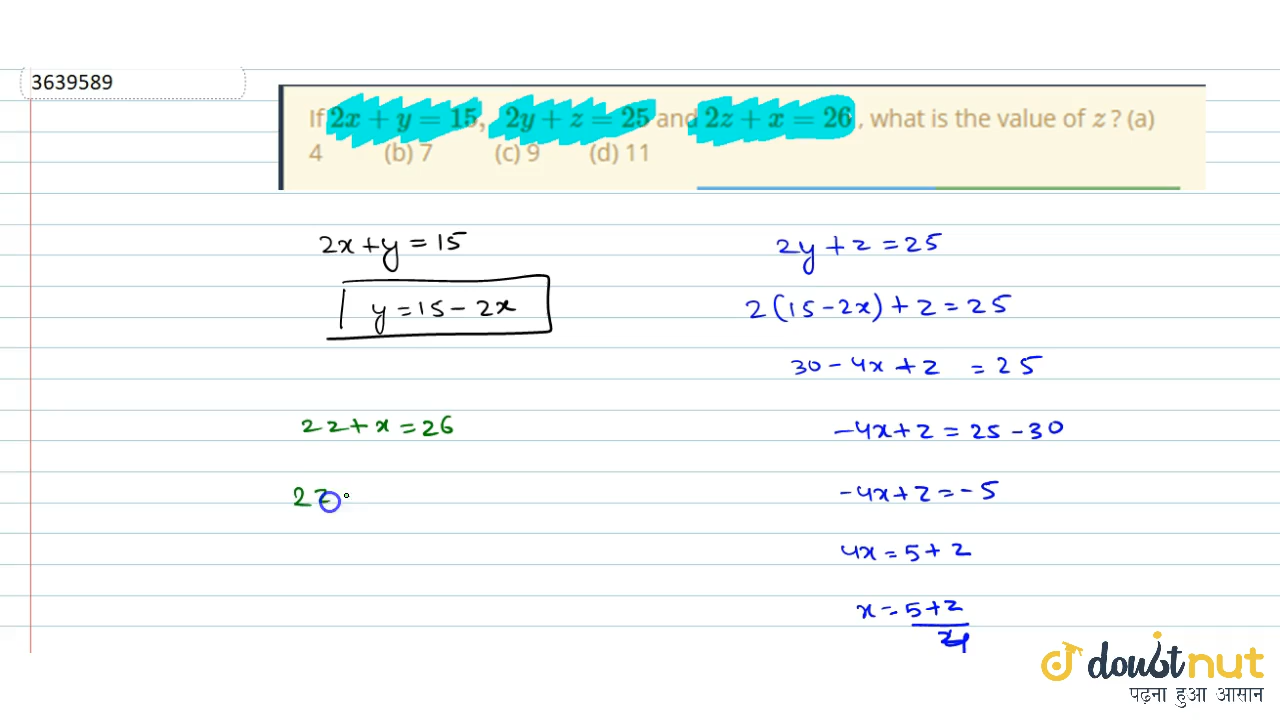 3639589
If 2x + y = 15, 2y + z = 25 and 2z + x = 26 , what is the value of z ? (a)
4 (b) 7 (c) 9 (d) 11
2x + y = 15
y = 15 - 2x
2z + x = 26
2z
2y + z = 25
2(15 - 2x) + z = 25
30 - 4x + z = 25
-4x + z = 25 - 30
-4x + z = -5
4x = 5 + z
x = 5 + z
4
doubtnut
पढ़ना हुआ आसान